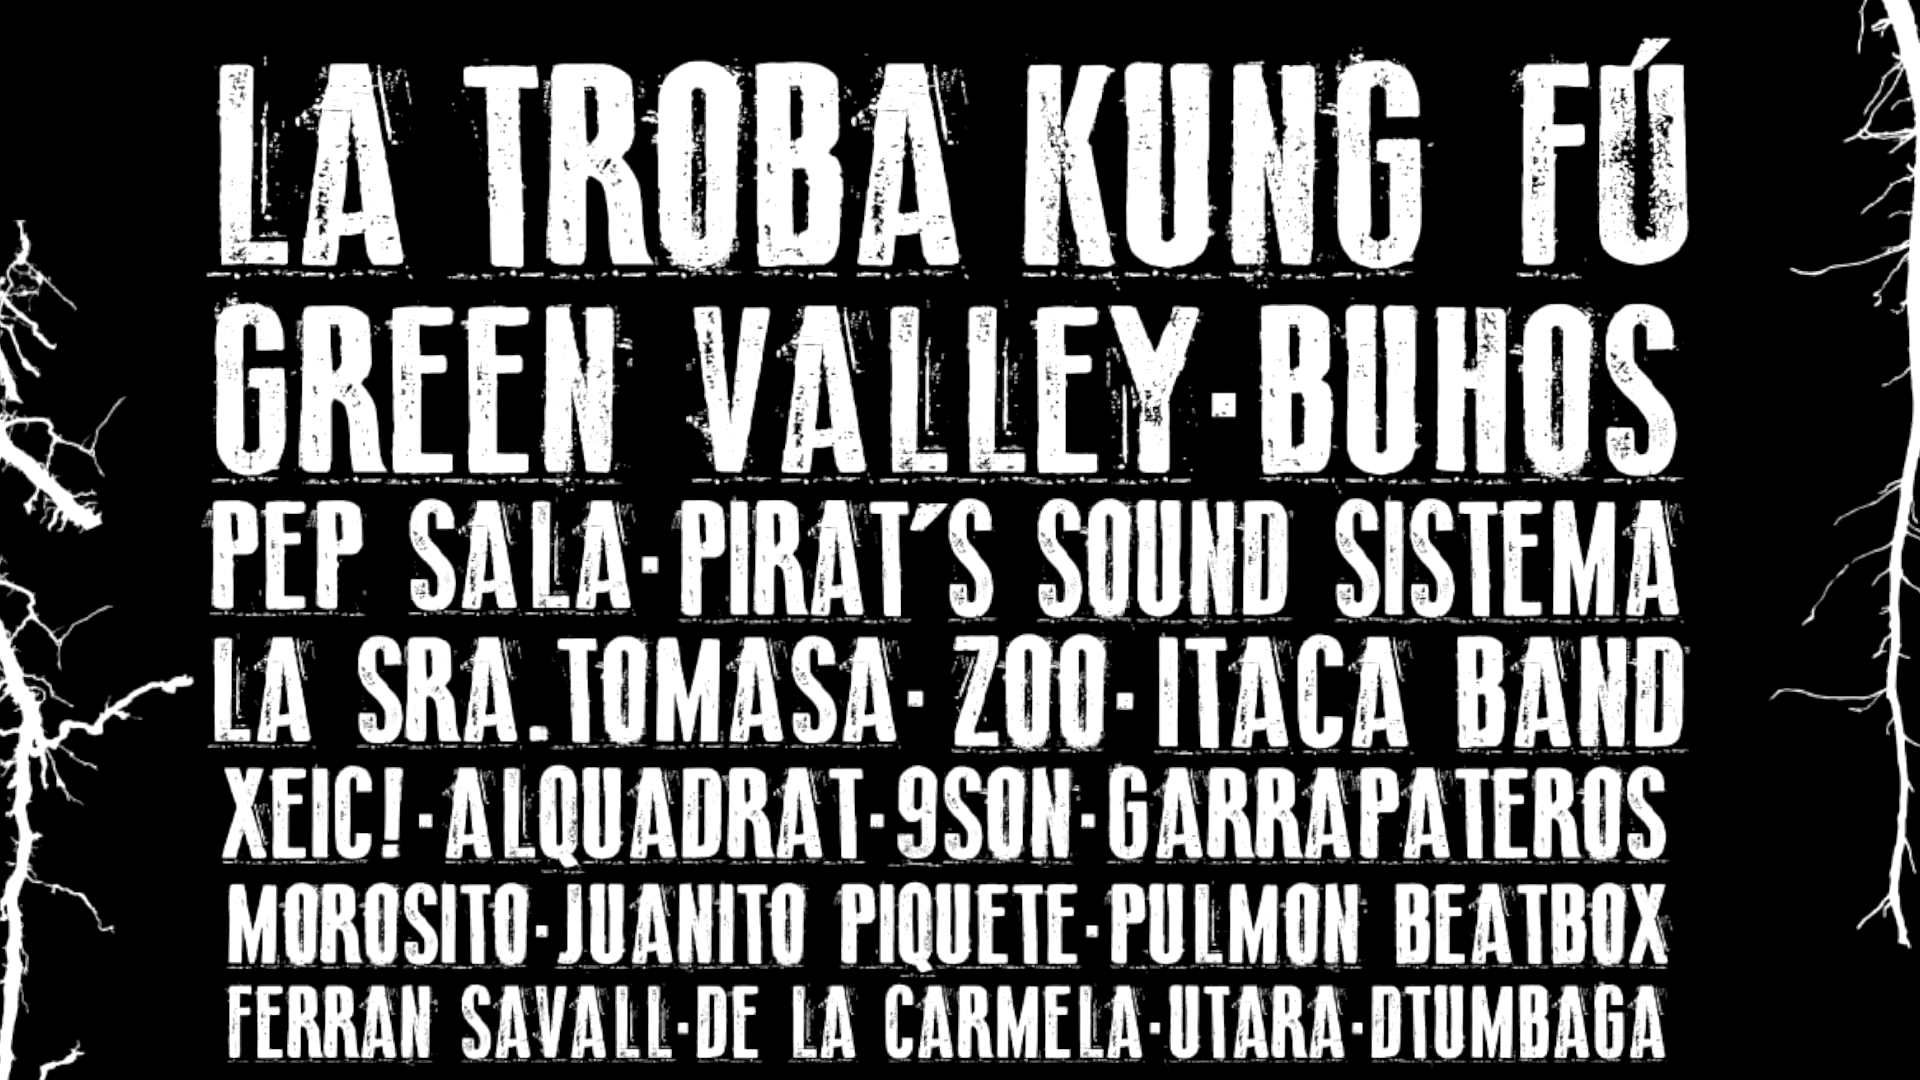 LA TROBA KUNG FÚ
GREEN VALLEY·BUHOS
PEP SALA·PIRAT´S SOUND SISTEMA
LA SRA.TOMASA·ZOO·ITACA BAND
XEIC!·ALQUADRAT·9SON·GARRAPATEROS
MOROSITO·JUANITO PIQUETE·PULMON BEATBOX
FERRAN SAVALL·DE LA CARMELA·UTARA·DTUMBAGA